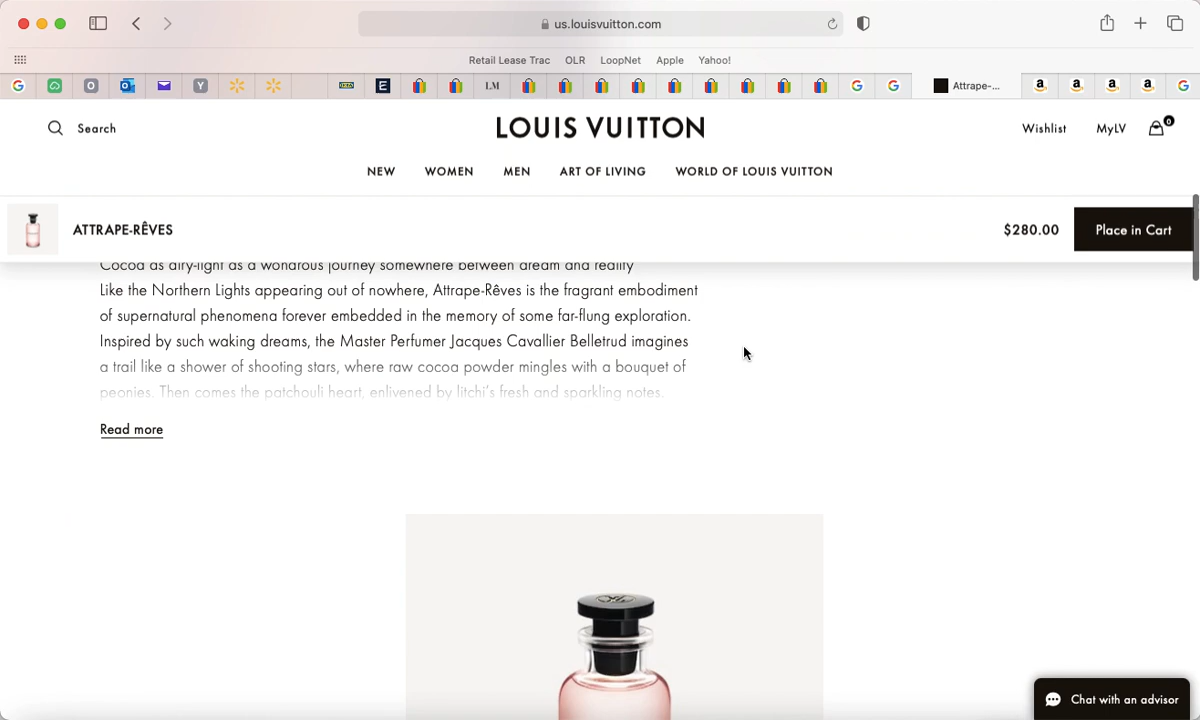 us.louisvuitton.com
Retail Lease Trac OLR LoopNet Apple Yahoo!
Attrape-...
Search
LOUIS VUITTON
Wishlist MyLV 0
NEW WOMEN MEN ART OF LIVING WORLD OF LOUIS VUITTON
ATTRAPE-RÊVES
$280.00
Place in Cart
Cocoa as airy-light as a wondrous journey somewhere between dream and reality
Like the Northern Lights appearing out of nowhere, Attrape-Rêves is the fragrant embodiment
of supernatural phenomena forever embedded in the memory of some far-flung exploration.
Inspired by such waking dreams, the Master Perfumer Jacques Cavallier Belletrud imagines
a trail like a shower of shooting stars, where raw cocoa powder mingles with a bouquet of
peonies. Then comes the patchouli heart, enlivened by litchi's fresh and sparkling notes.
Read more
Chat with an advisor